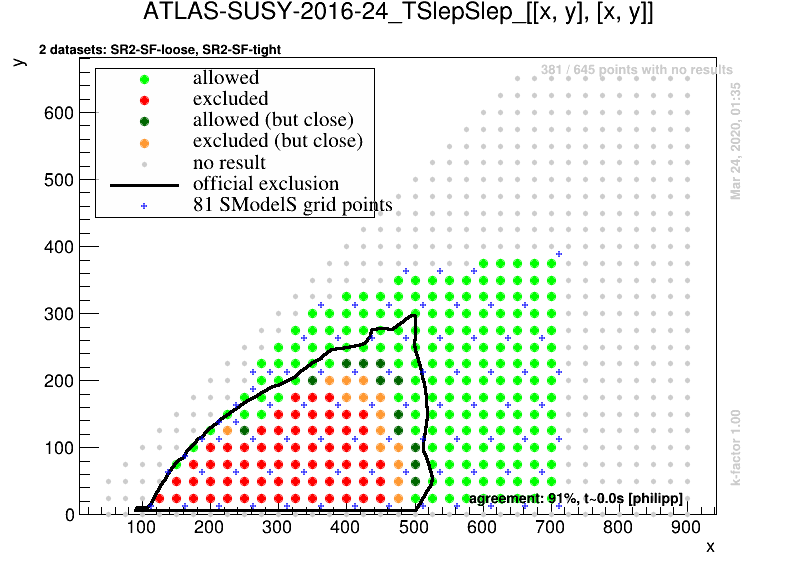 ATLAS-SUSY-2016-24_TSlepSlep_[[x, y], [x, y]]
2 datasets: SR2-SF-loose, SR2-SF-tight
y
381 / 645 points with no results
allowed
excluded
allowed (but close)
excluded (but close)
no result
official exclusion
81 SModelS grid points
Mar 24, 2020, 01:35
k-factor 1.00
600
500
400
300
200
100
0
agreement: 91%, t~0.0s [philipp]
100 200 300 400 500 600 700 800 900
x